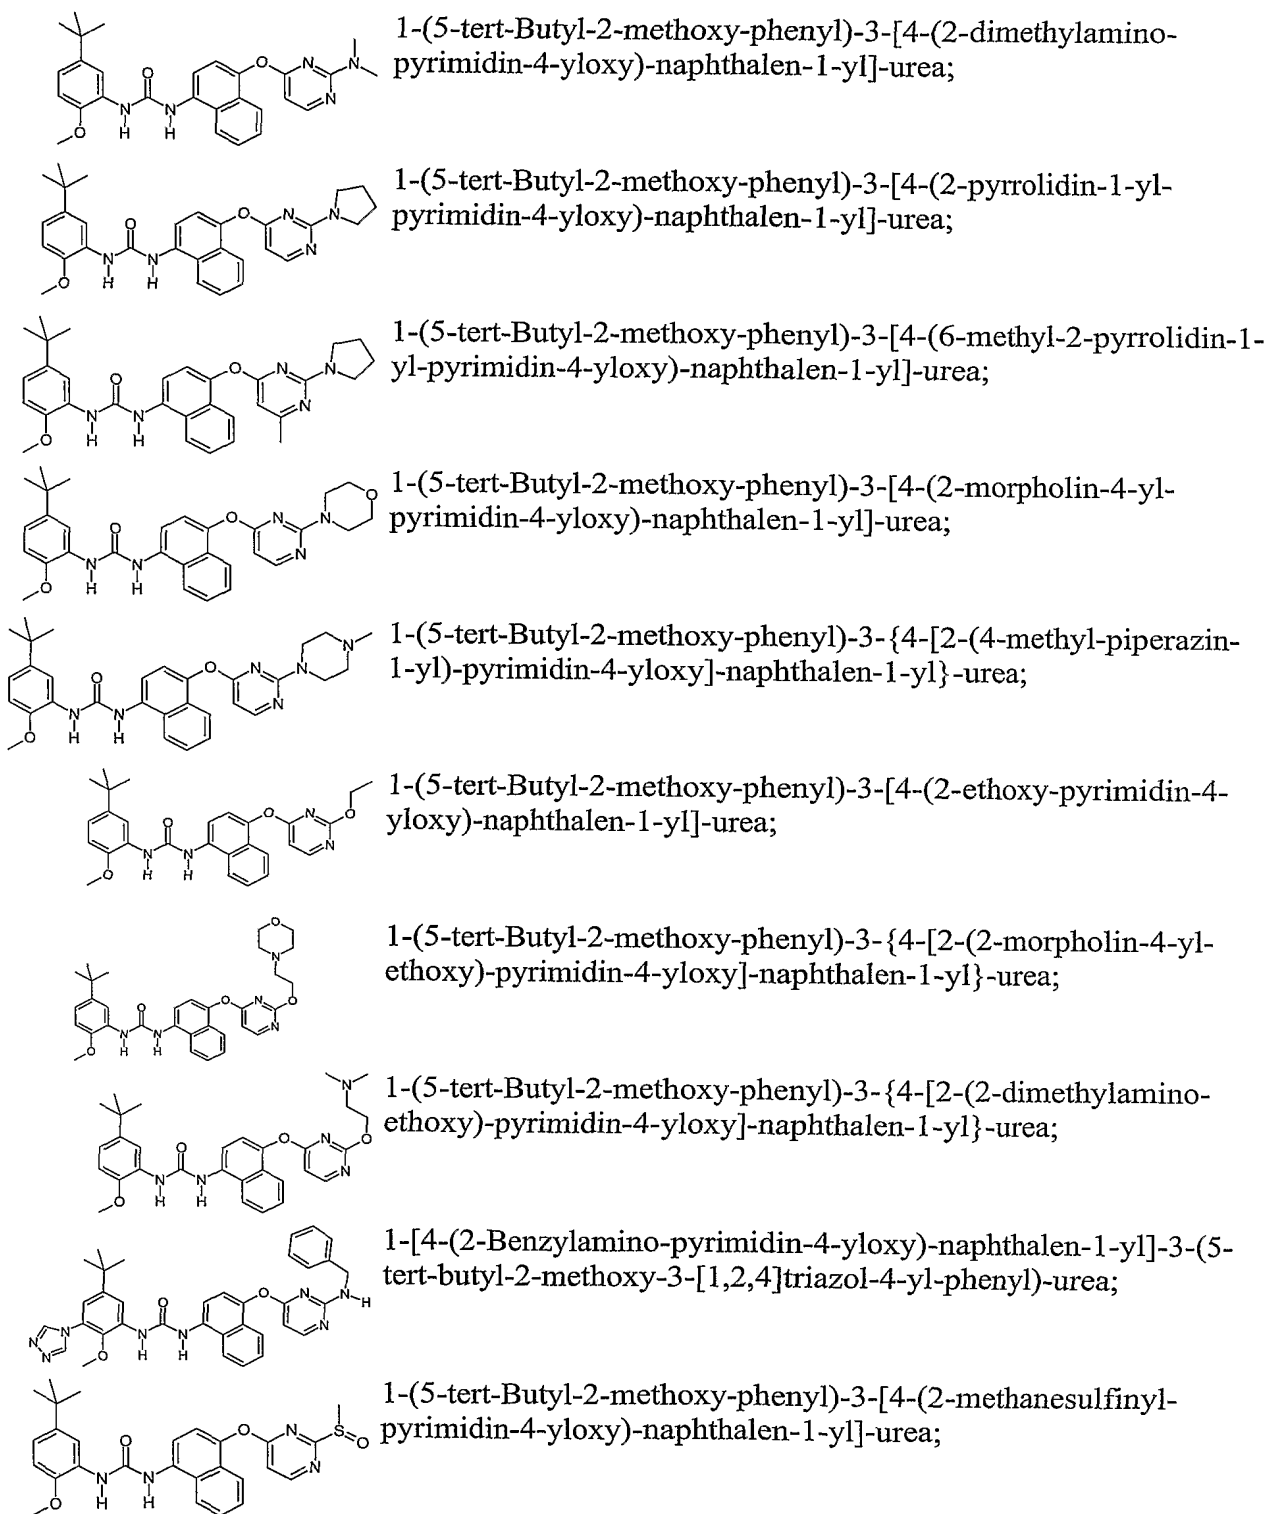 1-(5-tert-Butyl-2-methoxy-phenyl)-3-[4-(2-dimethylamino-
pyrimidin-4-yloxy)-naphthalen-1-yl]-urea;
1-(5-tert-Butyl-2-methoxy-phenyl)-3-[4-(2-pyrrolidin-1-yl-
pyrimidin-4-yloxy)-naphthalen-1-yl]-urea;
1-(5-tert-Butyl-2-methoxy-phenyl)-3-[4-(6-methyl-2-pyrrolidin-1-
yl-pyrimidin-4-yloxy)-naphthalen-1-yl]-urea;
1-(5-tert-Butyl-2-methoxy-phenyl)-3-[4-(2-morpholin-4-yl-
pyrimidin-4-yloxy)-naphthalen-1-yl]-urea;
1-(5-tert-Butyl-2-methoxy-phenyl)-3-{4-[2-(4-methyl-piperazin-
1-yl)-pyrimidin-4-yloxy]-naphthalen-1-yl}-urea;
1-(5-tert-Butyl-2-methoxy-phenyl)-3-[4-(2-ethoxy-pyrimidin-4-
yloxy)-naphthalen-1-yl]-urea;
1-(5-tert-Butyl-2-methoxy-phenyl)-3-{4-[2-(2-morpholin-4-yl-
ethoxy)-pyrimidin-4-yloxy]-naphthalen-1-yl}-urea;
1-(5-tert-Butyl-2-methoxy-phenyl)-3-{4-[2-(2-dimethylamino-
ethoxy)-pyrimidin-4-yloxy]-naphthalen-1-yl}-urea;
1-[4-(2-Benzylamino-pyrimidin-4-yloxy)-naphthalen-1-yl]-3-(5-
tert-butyl-2-methoxy-3-[1,2,4]triazol-4-yl-phenyl)-urea;
1-(5-tert-Butyl-2-methoxy-phenyl)-3-[4-(2-methanesulfinyl-
pyrimidin-4-yloxy)-naphthalen-1-yl]-urea;